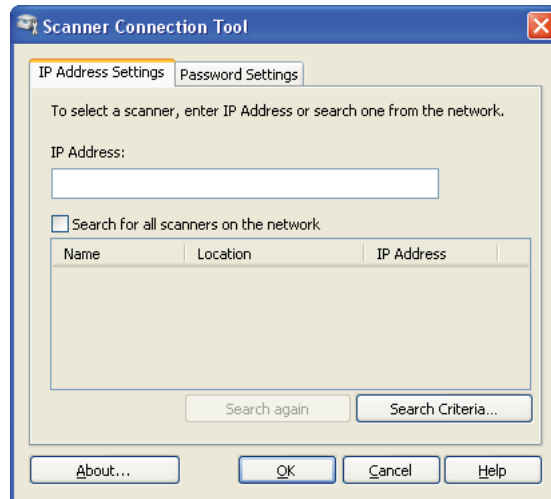 Scanner Connection Tool
IP Address Settings Password Settings
To select a scanner, enter IP Address or search one from the network.
IP Address:
Search for all scanners on the network
Name Location IP Address
Search again Search Criteria...
About... OK Cancel Help